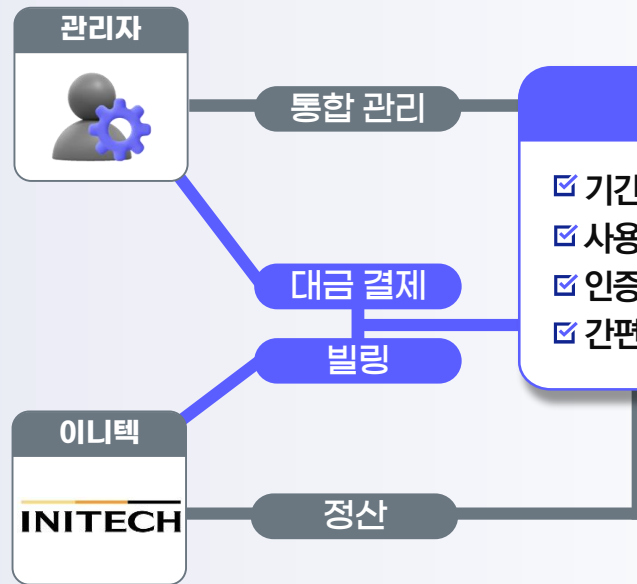 관리자
통합 관리
기간
사용
인증
간편
대금 결제
빌링
이니텍
INITECH
정산